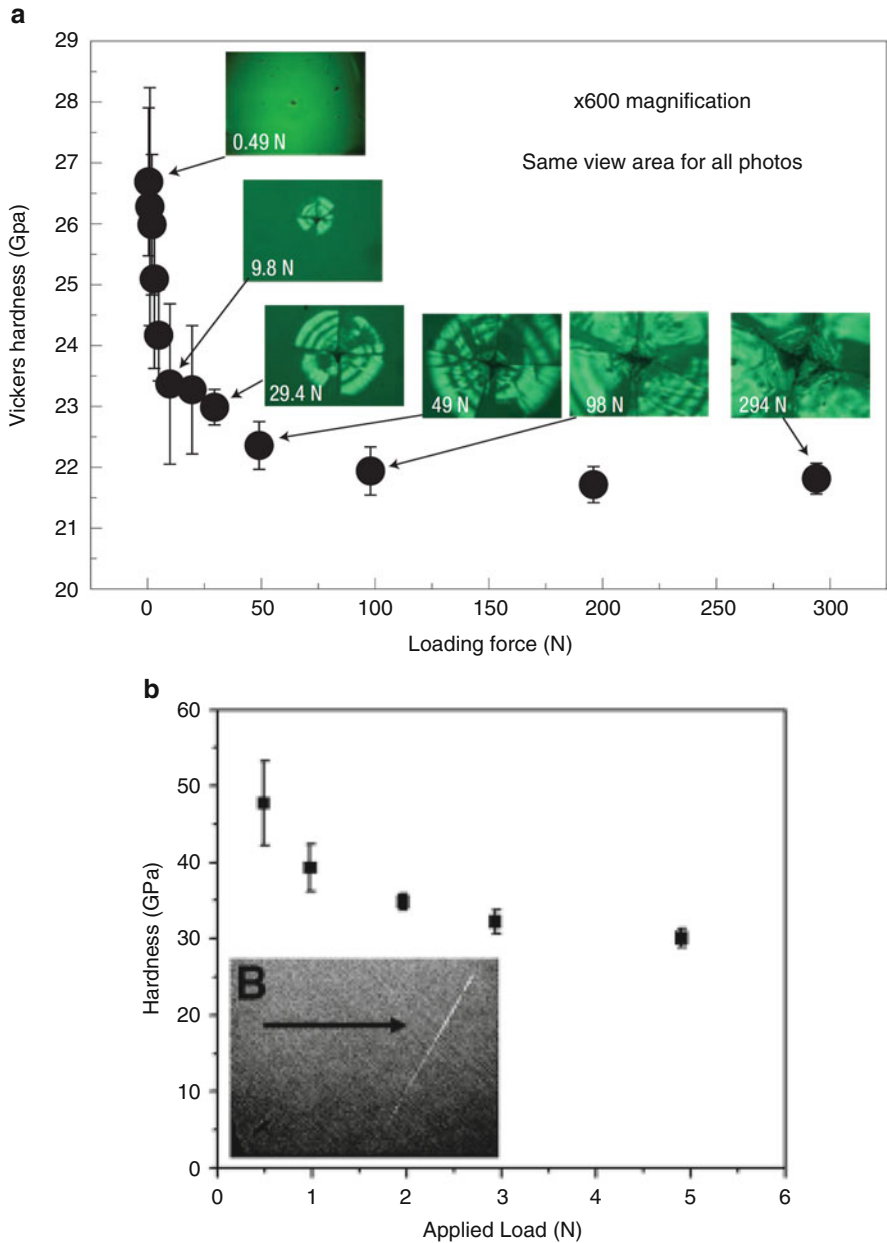 a
29
28
27
26
25
24
23
22
21
20
Vickers hardness (Gpa)
0.49 N
x600 magnification
Same view area for all photos
9.8 N
29.4 N
49 N
98 N
294 N
0
50
100
150
200
250
300
Loading force (N)
b
60
50
40
30
20
10
0
Hardness (GPa)
B
0
1
2
3
4
5
6
Applied Load (N)